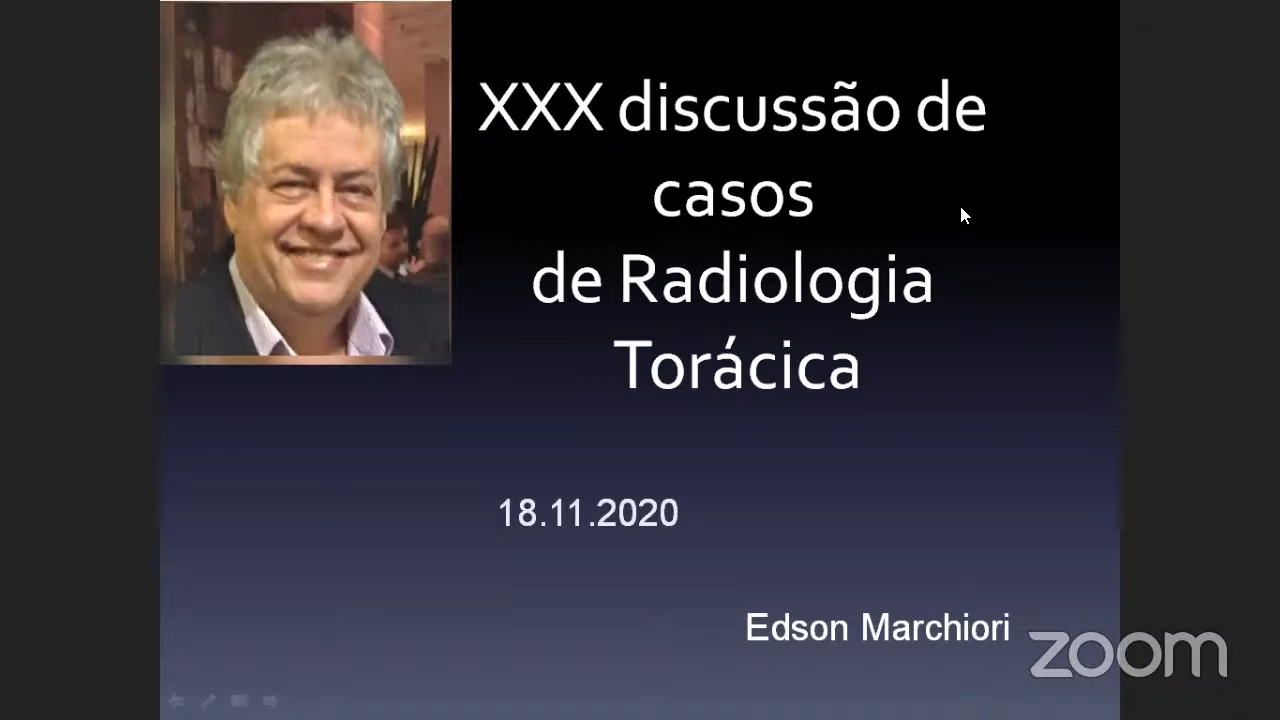 XXX discussão de
casos
de Radiologia
Torácica
18.11.2020
Edson Marchiori
zoom